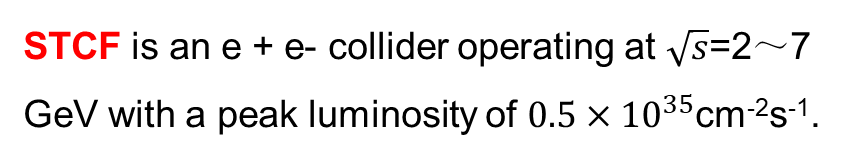 STCF is an e + e- collider operating at √s=2～7
GeV with a peak luminosity of 0.5 × 10³⁵cm⁻²s⁻¹.